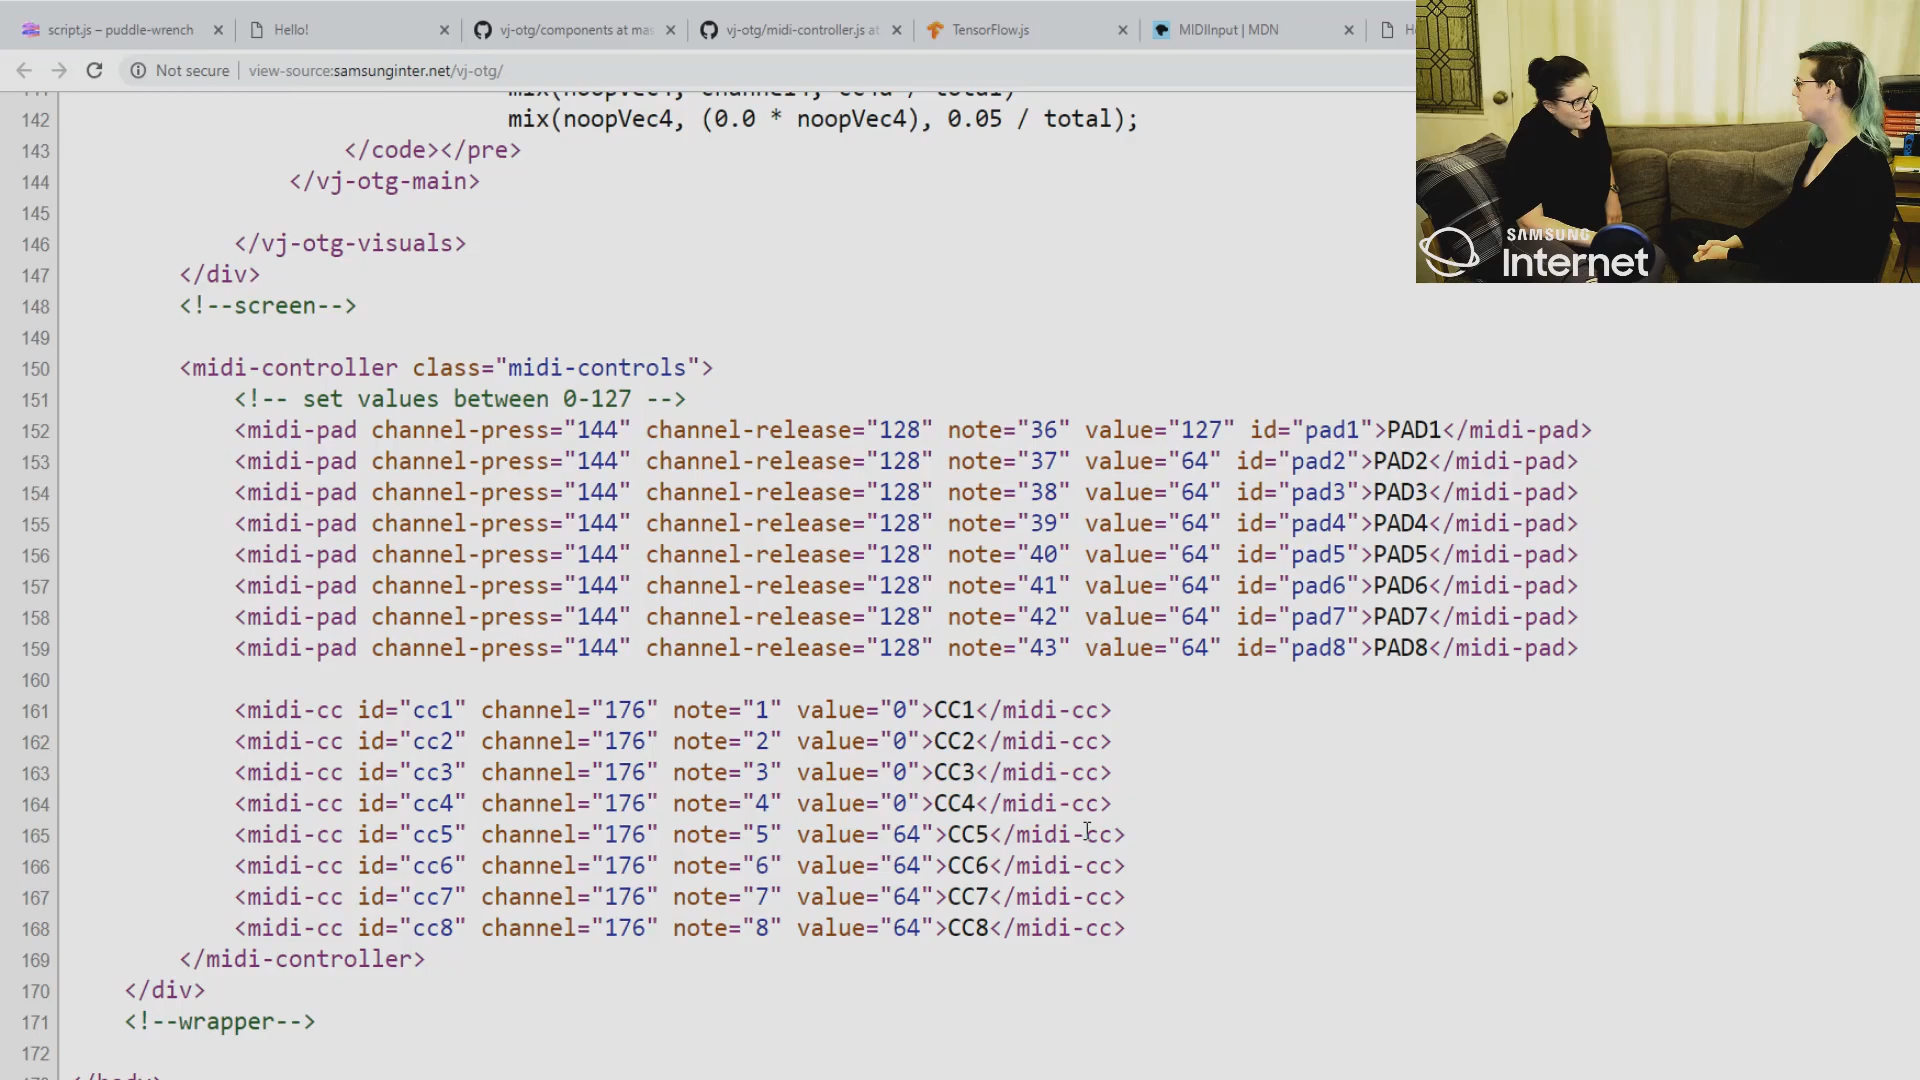 script.js – puddle-wrench
Hello!
vj-otg/components at mas
vj-otg/midi-controller.js at
TensorFlow.js
MIDIInput | MDN
Not secure | view-source:samsunginter.net/vj-otg/
142 mix(noopVec4, (0.0 * noopVec4), 0.05 / total);
143 </code></pre>
144 </vj-otg-main>
145
146 </vj-otg-visuals>
147 </div>
148 <!--screen-->
149
150 <midi-controller class="midi-controls">
151 <!-- set values between 0-127 -->
152 <midi-pad channel-press="144" channel-release="128" note="36" value="127" id="pad1">PAD1</midi-pad>
153 <midi-pad channel-press="144" channel-release="128" note="37" value="64" id="pad2">PAD2</midi-pad>
154 <midi-pad channel-press="144" channel-release="128" note="38" value="64" id="pad3">PAD3</midi-pad>
155 <midi-pad channel-press="144" channel-release="128" note="39" value="64" id="pad4">PAD4</midi-pad>
156 <midi-pad channel-press="144" channel-release="128" note="40" value="64" id="pad5">PAD5</midi-pad>
157 <midi-pad channel-press="144" channel-release="128" note="41" value="64" id="pad6">PAD6</midi-pad>
158 <midi-pad channel-press="144" channel-release="128" note="42" value="64" id="pad7">PAD7</midi-pad>
159 <midi-pad channel-press="144" channel-release="128" note="43" value="64" id="pad8">PAD8</midi-pad>
160
161 <midi-cc id="cc1" channel="176" note="1" value="0">CC1</midi-cc>
162 <midi-cc id="cc2" channel="176" note="2" value="0">CC2</midi-cc>
163 <midi-cc id="cc3" channel="176" note="3" value="0">CC3</midi-cc>
164 <midi-cc id="cc4" channel="176" note="4" value="0">CC4</midi-cc>
165 <midi-cc id="cc5" channel="176" note="5" value="64">CC5</midi-cc>
166 <midi-cc id="cc6" channel="176" note="6" value="64">CC6</midi-cc>
167 <midi-cc id="cc7" channel="176" note="7" value="64">CC7</midi-cc>
168 <midi-cc id="cc8" channel="176" note="8" value="64">CC8</midi-cc>
169 </midi-controller>
170 </div>
171 <!--wrapper-->
172
SAMSUNG
Internet